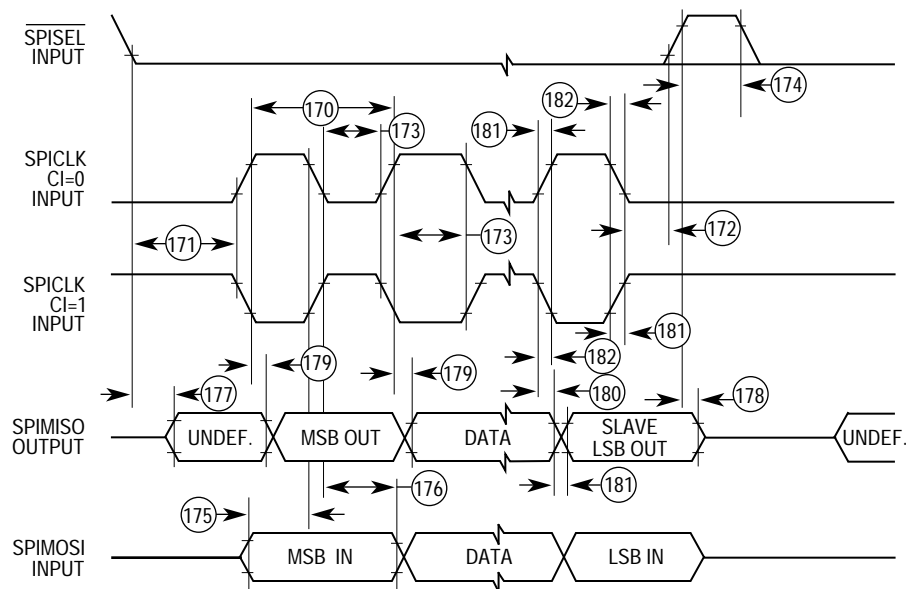 SPISEL
INPUT
174
182
170
181
173
SPICLK
CI=0
INPUT
172
173
171
SPICLK
CI=1
INPUT
181
182
179
179
180
177
178
SPIMISO
OUTPUT
UNDEF.
MSB OUT
DATA
SLAVE
LSB OUT
UNDEF.
181
176
175
SPIMOSI
INPUT
MSB IN
DATA
LSB IN